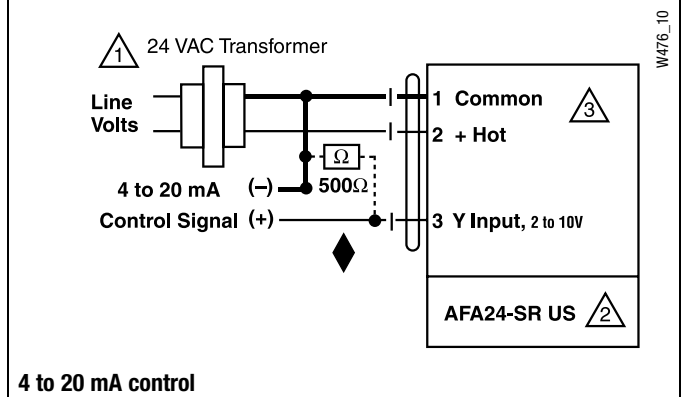 W476_10
1 24 VAC Transformer
Line
Volts
1 Common
3
2 + Hot
Ω
4 to 20 mA (–) 500Ω
Control Signal (+) 3 Y Input, 2 to 10V
AFA24-SR US 2
4 to 20 mA control